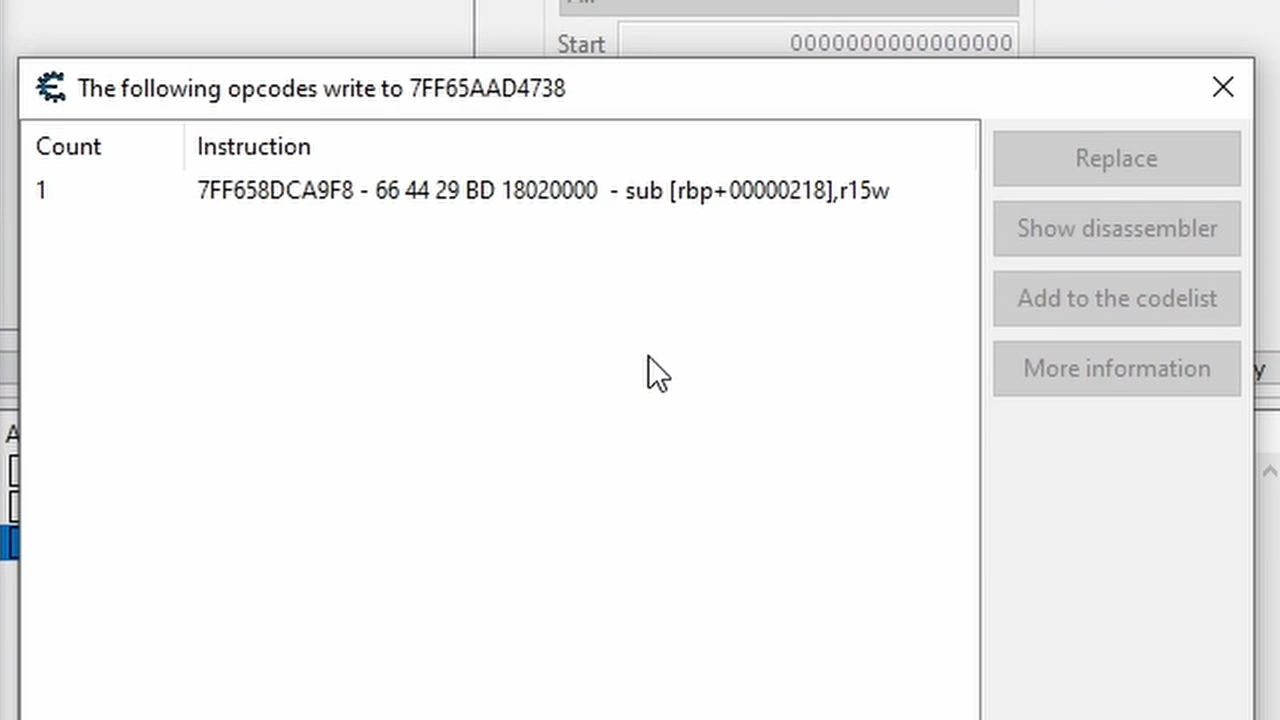 Start 0000000000000000
The following opcodes write to 7FF65AAD4738
Count Instruction
1 7FF658DCA9F8 - 66 44 29 BD 18020000 - sub [rbp+00000218],r15w
Replace
Show disassembler
Add to the codelist
More information